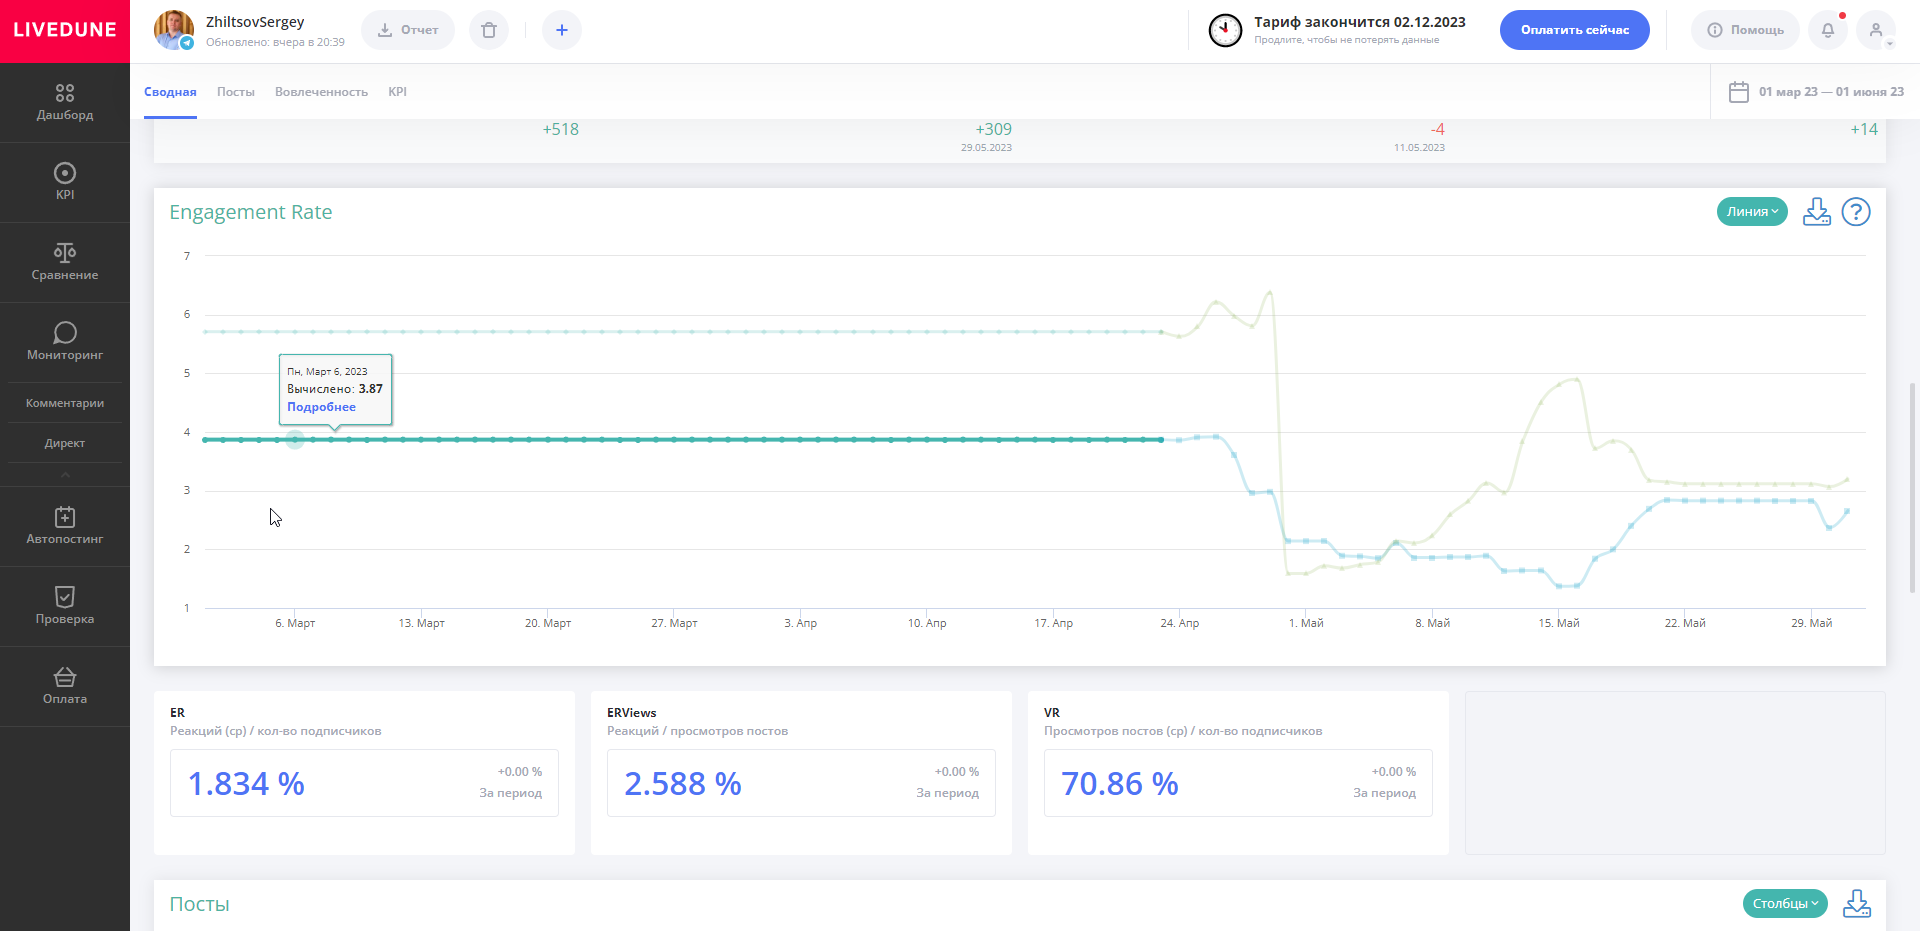 LIVEDUNE
ZhiltsovSergey
Обновлено: вчера в 20:39
Отчет
Тариф закончится 02.12.2023
Продлите, чтобы не потерять данные
Оплатить сейчас
Помощь
Сводная
Посты
Вовлеченность
KPI
01 мар 23 — 01 июня 23
Дашборд
KPI
Сравнение
Мониторинг
Комментарии
Директ
Автопостинг
Проверка
Оплата
+518
+309
29.05.2023
-4
11.05.2023
+14
Engagement Rate
Линия
7
6
5
4
3
2
1
Пн, Март 6, 2023
Вычислено: 3.87
Подробнее
6. Март
13. Март
20. Март
27. Март
3. Апр
10. Апр
17. Апр
24. Апр
1. Май
8. Май
15. Май
22. Май
29. Май
ER
Реакций (ср) / кол-во подписчиков
1.834 %
+0.00 %
За период
ERViews
Реакций / просмотров постов
2.588 %
+0.00 %
За период
VR
Просмотров постов (ср) / кол-во подписчиков
70.86 %
+0.00 %
За период
Посты
Столбцы